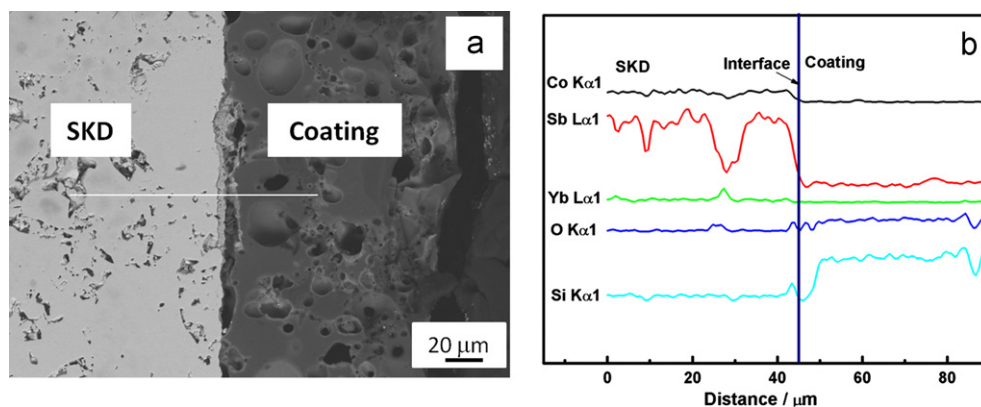 a
SKD
Coating
20 μm
b
Interface
Coating
SKD
Co Kα1
Sb Lα1
Yb Lα1
O Kα1
Si Kα1
0 20 40 60 80
Distance / μm